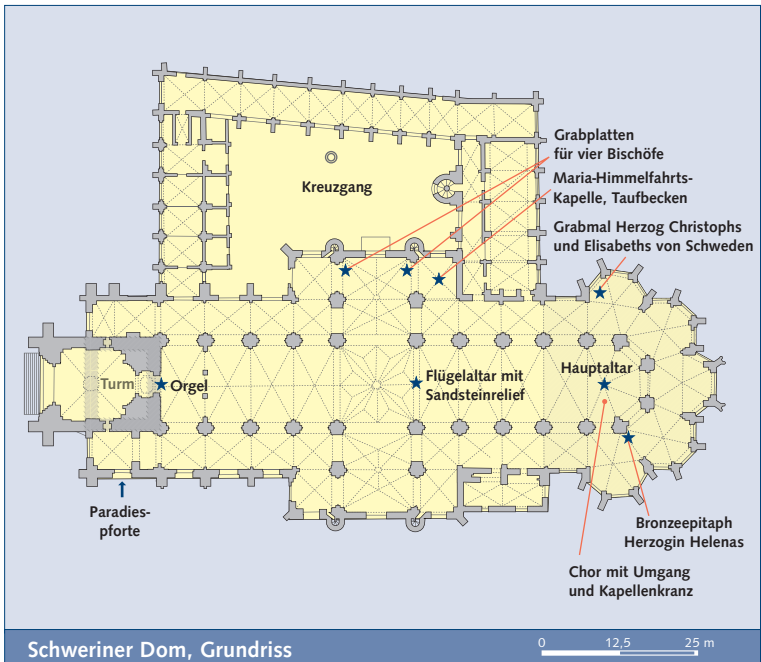 Grabplatten
für vier Bischöfe
Maria-Himmelfahrts-
Kapelle, Taufbecken
Kreuzgang
Grabmal Herzog Christophs
und Elisabeths von Schweden
Turm
Orgel
Flügelaltar mit
Sandsteinrelief
Hauptaltar
Paradies-
pforte
Bronzeepitaph
Herzogin Helenas
Chor mit Umgang
und Kapellenkranz
Schweriner Dom, Grundriss
0 12,5 25 m